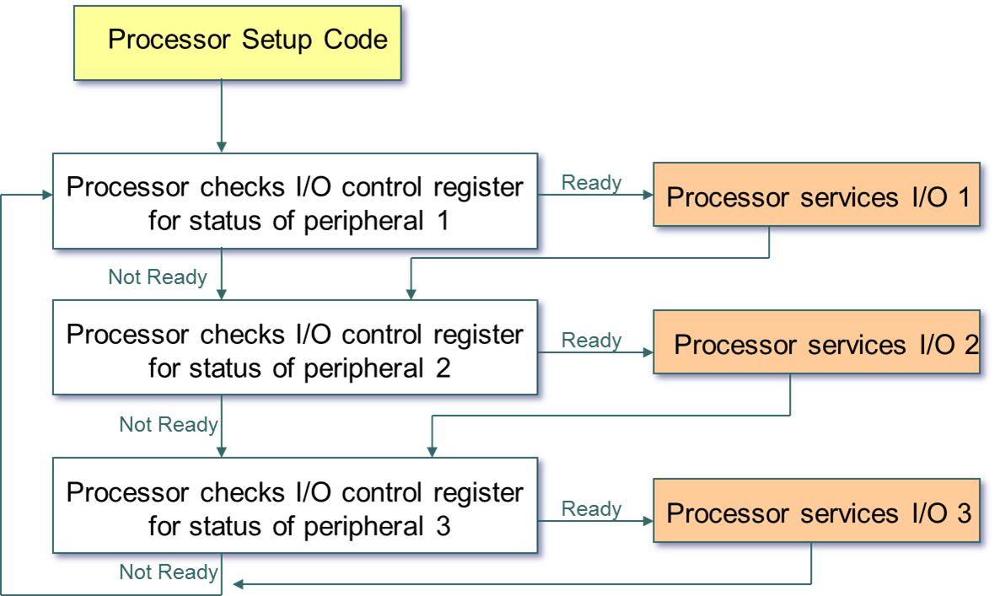 Processor Setup Code
Processor checks I/O control register
for status of peripheral 1
Ready
Processor services I/O 1
Not Ready
Processor checks I/O control register
for status of peripheral 2
Ready
Processor services I/O 2
Not Ready
Processor checks I/O control register
for status of peripheral 3
Ready
Processor services I/O 3
Not Ready